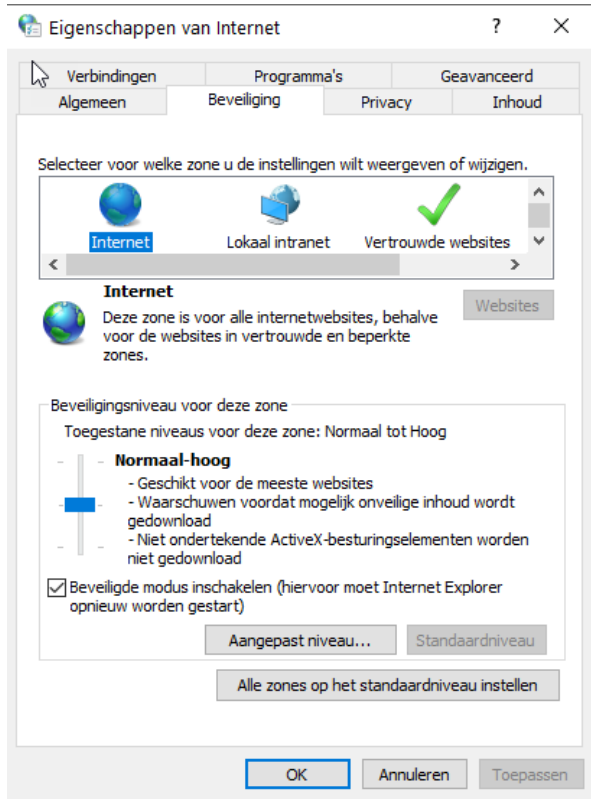 Eigenschappen van Internet ?
Verbindingen Programma's Geavanceerd
Algemeen Beveiliging Privacy Inhoud
Selecteer voor welke zone u de instellingen wilt weergeven of wijzigen.
Internet Lokaal intranet Vertrouwde websites
Internet
Deze zone is voor alle internetwebsites, behalve
voor de websites in vertrouwde en beperkte
zones.
Websites
Beveiligingsniveau voor deze zone
Toegestane niveaus voor deze zone: Normaal tot Hoog
Normaal-hoog
- Geschikt voor de meeste websites
- Waarschuwen voordat mogelijk onveilige inhoud wordt
gedownload
- Niet ondertekende ActiveX-besturingselementen worden
niet gedownload
Beveiligde modus inschakelen (hiervoor moet Internet Explorer
opnieuw worden gestart)
Aangepast niveau... Standaardniveau
Alle zones op het standaardniveau instellen
OK Annuleren Toepassen